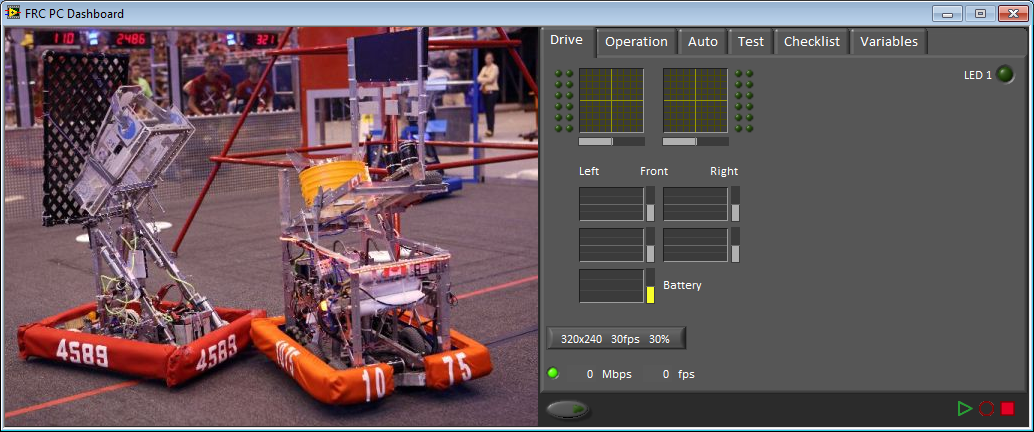 FRC PC Dashboard
110 2486 321
Drive Operation Auto Test Checklist Variables
LED 1
Left Front Right
Battery
320x240 30fps 30%
0 Mbps 0 fps
4589 4589
1075
10 75